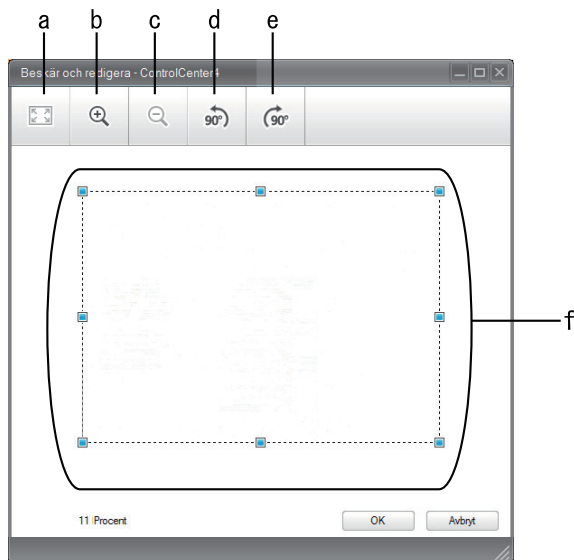 a b c d e
Beskär och redigera - ControlCenter4
90° 90°
f
11 Procent
OK Avbryt